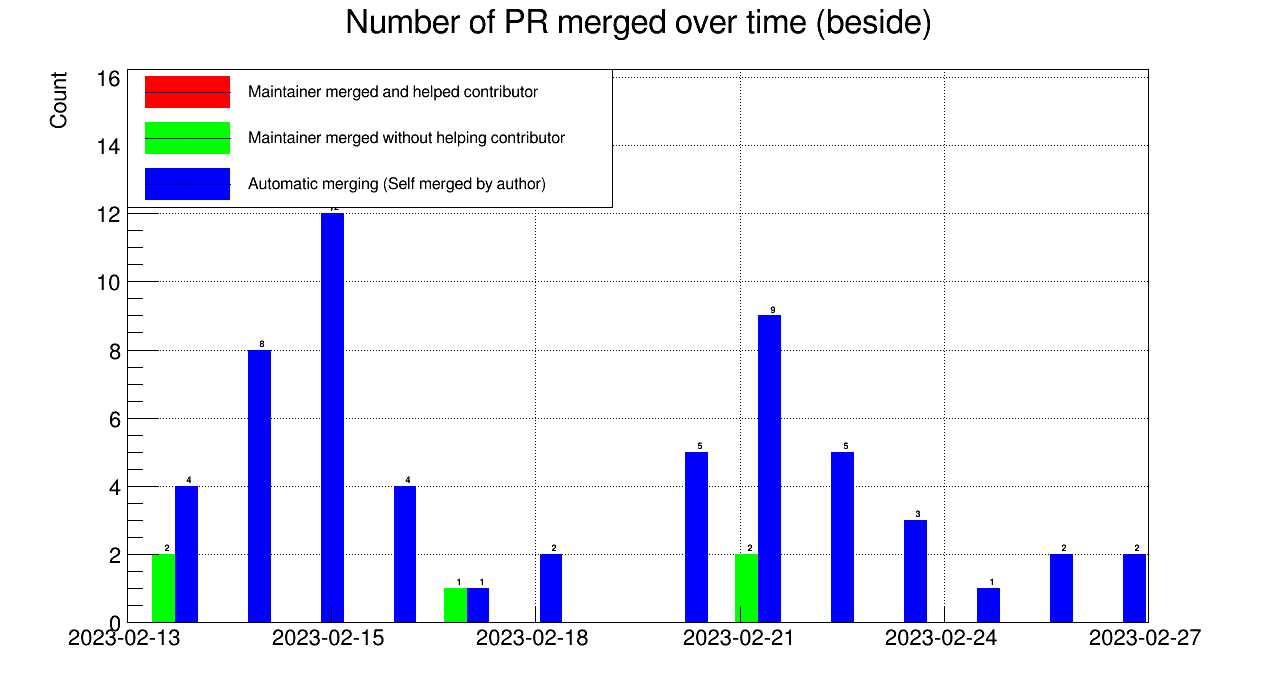 Number of PR merged over time (beside)
Count
16
14
12
10
8
6
4
2
0
Maintainer merged and helped contributor
Maintainer merged without helping contributor
Automatic merging (Self merged by author)
2 4 8 4 1 1 2 5 2 9 5 3 1 2 2
2023-02-13 2023-02-15 2023-02-18 2023-02-21 2023-02-24 2023-02-27